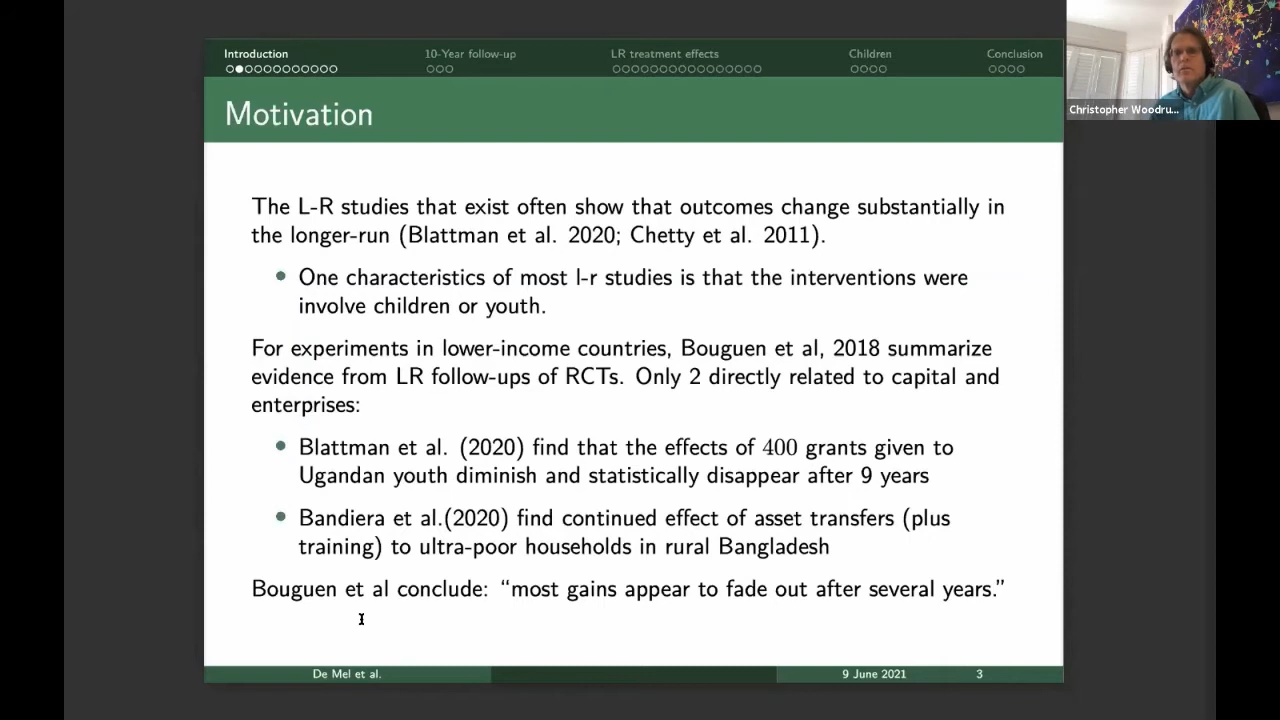 Introduction 10-Year follow-up LR treatment effects Children Conclusion
Motivation
Christopher Woodru...
The L-R studies that exist often show that outcomes change substantially in
the longer-run (Blattman et al. 2020; Chetty et al. 2011).
One characteristics of most l-r studies is that the interventions were
involve children or youth.
For experiments in lower-income countries, Bouguen et al, 2018 summarize
evidence from LR follow-ups of RCTs. Only 2 directly related to capital and
enterprises:
Blattman et al. (2020) find that the effects of 400 grants given to
Ugandan youth diminish and statistically disappear after 9 years
Bandiera et al.(2020) find continued effect of asset transfers (plus
training) to ultra-poor households in rural Bangladesh
Bouguen et al conclude: “most gains appear to fade out after several years.”
De Mel et al. 9 June 2021 3